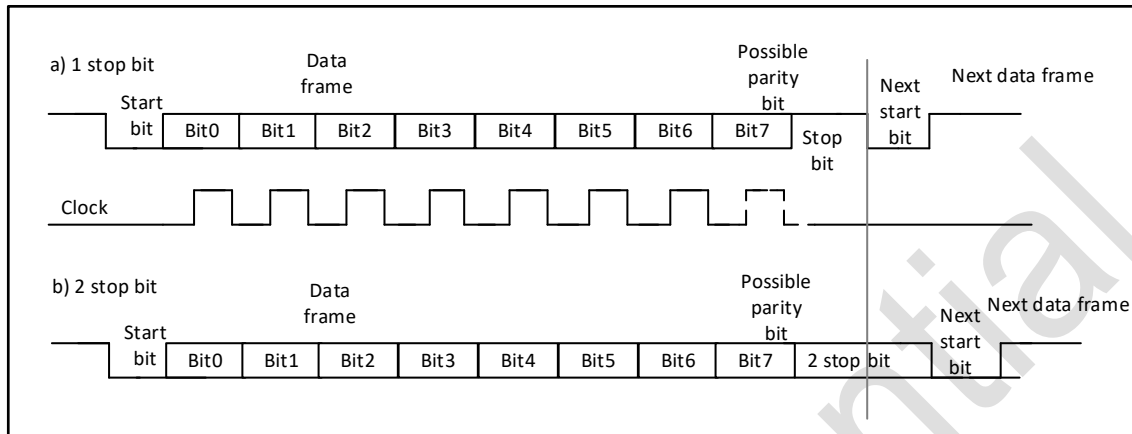 a) 1 stop bit
Data
frame
Possible
parity
bit
Next data frame
Start
bit
Next
start
bit
Bit0 Bit1 Bit2 Bit3 Bit4 Bit5 Bit6 Bit7
Stop
bit
Clock
b) 2 stop bit
Data
frame
Possible
parity
bit
Next data frame
Start
bit
Next
start
bit
Bit0 Bit1 Bit2 Bit3 Bit4 Bit5 Bit6 Bit7 2 stop bit
ntial